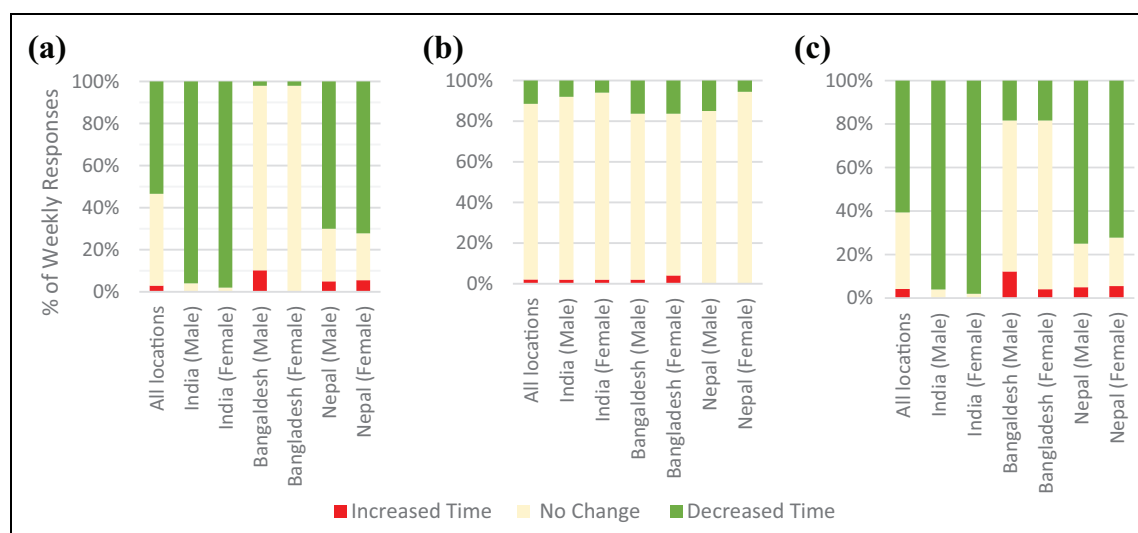 (a)
(b)
(c)
% of Weekly Responses
100%
80%
60%
40%
20%
0%
All locations
India (Male)
India (Female)
Bangaldesh (Male)
Bangladesh (Female)
Nepal (Male)
Nepal (Female)
100%
80%
60%
40%
20%
0%
All locations
India (Male)
India (Female)
Bangaldesh (Male)
Bangladesh (Female)
Nepal (Male)
Nepal (Female)
100%
80%
60%
40%
20%
0%
All locations
India (Male)
India (Female)
Bangaldesh (Male)
Bangladesh (Female)
Nepal (Male)
Nepal (Female)
Increased Time
No Change
Decreased Time